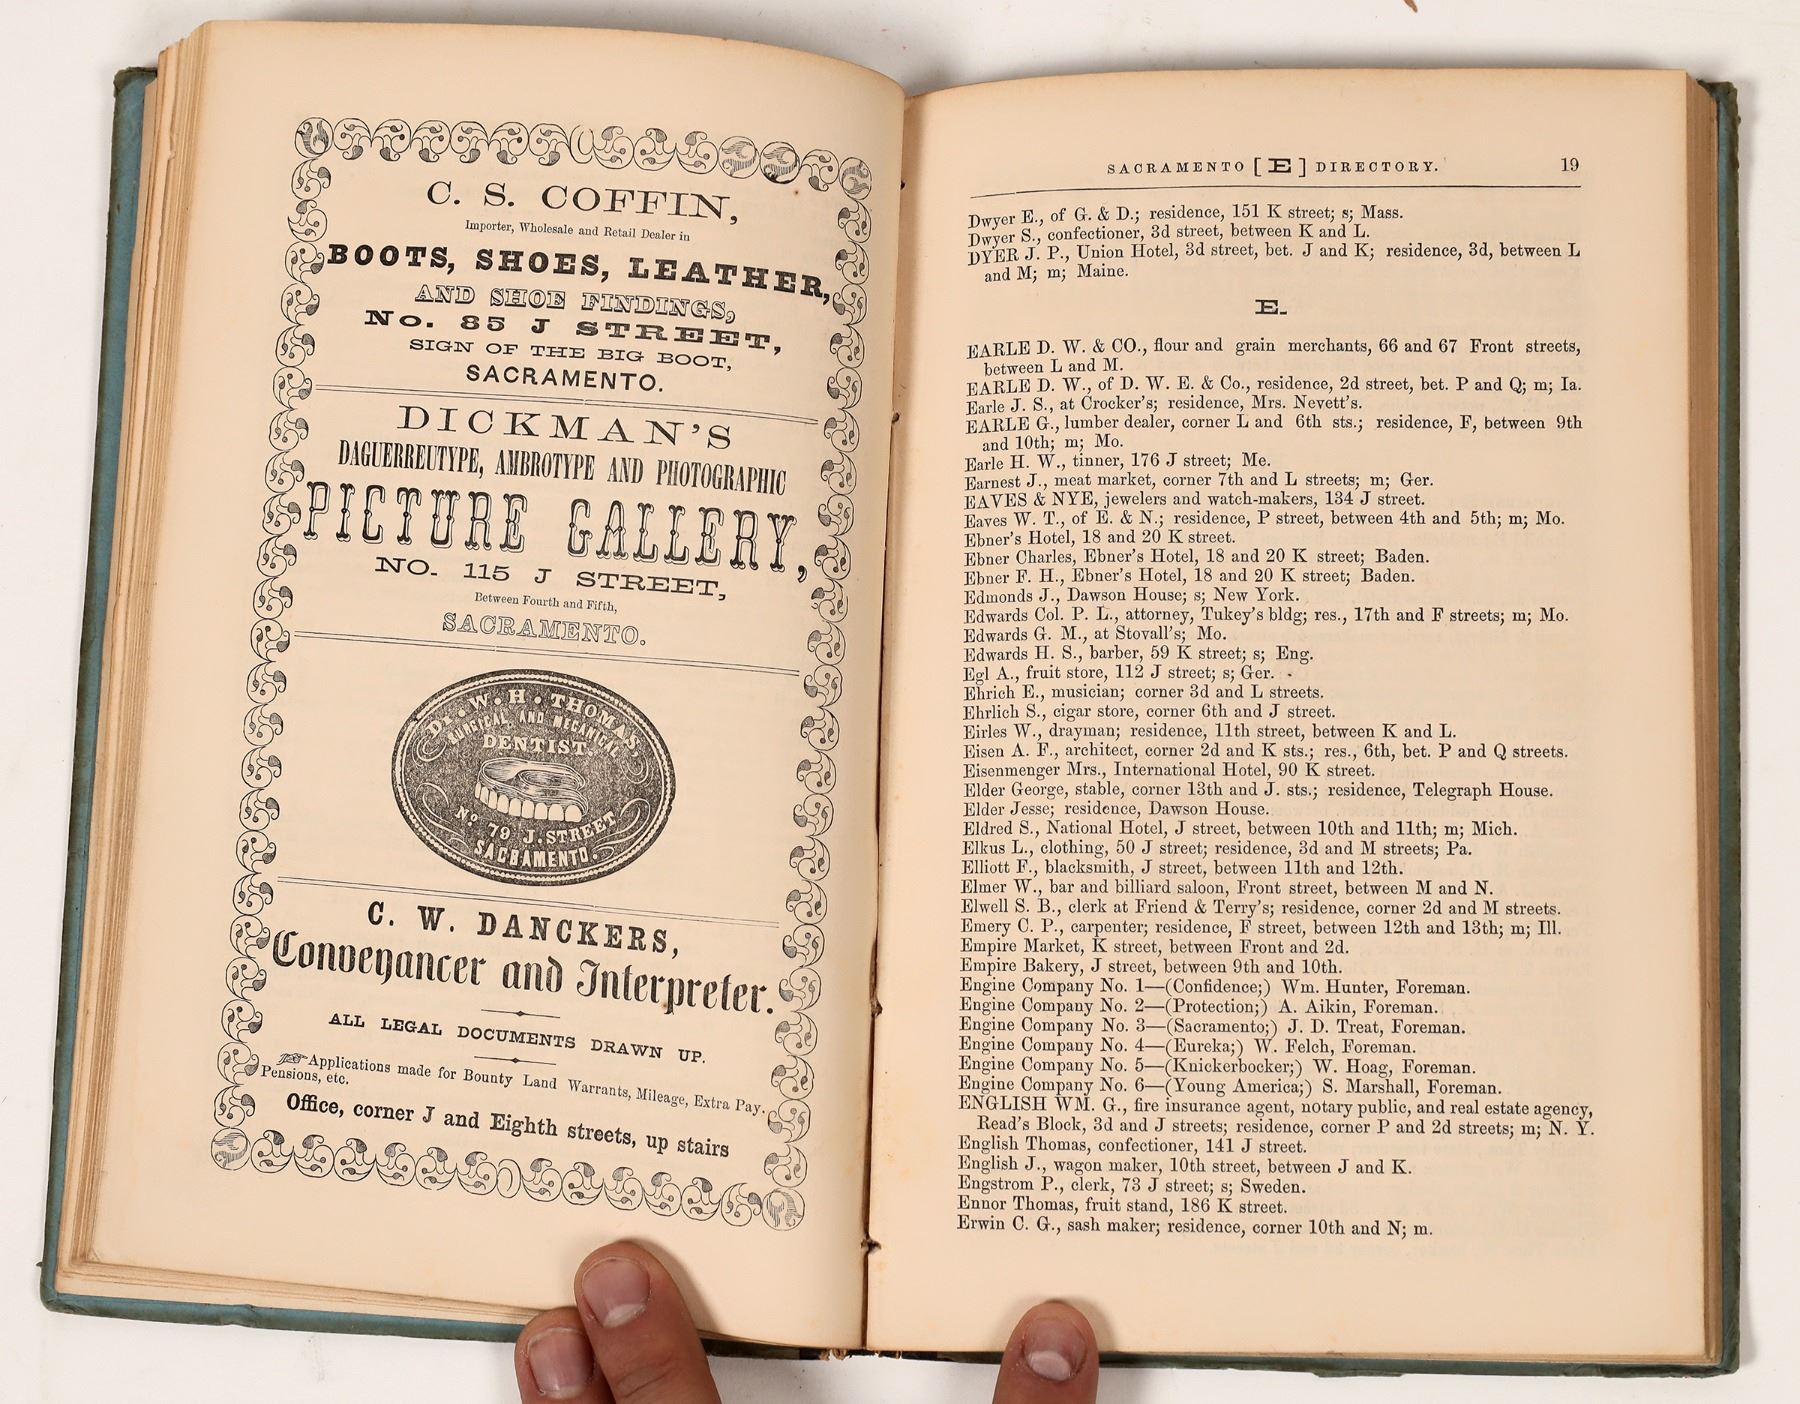 C. S. COFFIN,
Importer, Wholesale and Retail Dealer in
BOOTS, SHOES, LEATHER,
AND SHOE FINDINGS,
No. 85 J STREET,
SIGN OF THE BIG BOOT,
SACRAMENTO.
DICKMAN'S
DAGUERREUTYPE, AMBROTYPE AND PHOTOGRAPHIC
PICTURE GALLERY,
NO. 115 J STREET,
Between Fourth and Fifth,
SACRAMENTO.
Dr. W. H. THOMAS
SURGICAL AND MECHANICAL
DENTIST
No 79 J. STREET
SACRAMENTO.
C. W. DANCKERS,
Conveyancer and Interpreter.
ALL LEGAL DOCUMENTS DRAWN UP.
Applications made for Bounty Land Warrants, Mileage, Extra Pay.
Pensions, etc.
Office, corner J and Eighth streets, up stairs
SACRAMENTO [E] DIRECTORY. 19
Dwyer E., of G. & D.; residence, 151 K street; s; Mass.
Dwyer S., confectioner, 3d street, between K and L.
DYER J. P., Union Hotel, 3d street, bet. J and K; residence, 3d, between L
and M; m; Maine.
E.
EARLE D. W. & CO., flour and grain merchants, 66 and 67 Front streets,
between L and M.
EARLE D. W., of D. W. E. & Co., residence, 2d street, bet. P and Q; m; Ia.
Earle J. S., at Crocker's; residence, Mrs. Nevett's.
EARLE G., lumber dealer, corner L and 6th sts.; residence, F, between 9th
and 10th; m; Mo.
Earle H. W., tinner, 176 J street; Me.
Earnest J., meat market, corner 7th and L streets; m; Ger.
EAVES & NYE, jewelers and watch-makers, 134 J street.
Eaves W. T., of E. & N.; residence, P street, between 4th and 5th; m; Mo.
Ebner's Hotel, 18 and 20 K street.
Ebner Charles, Ebner's Hotel, 18 and 20 K street; Baden.
Ebner F. H., Ebner's Hotel, 18 and 20 K street; Baden.
Edmonds J., Dawson House; s; New York.
Edwards Col. P. L., attorney, Tukey's bldg; res., 17th and F streets; m; Mo.
Edwards G. M., at Stovall's; Mo.
Edwards H. S., barber, 59 K street; s; Eng.
Egl A., fruit store, 112 J street; s; Ger.
Ehrich E., musician; corner 3d and L streets.
Ehrlich S., cigar store, corner 6th and J street.
Eirles W., drayman; residence, 11th street, between K and L.
Eisen A. F., architect, corner 2d and K sts.; res., 6th, bet. P and Q streets.
Eisenmenger Mrs., International Hotel, 90 K street.
Elder George, stable, corner 13th and J. sts.; residence, Telegraph House.
Elder Jesse; residence, Dawson House.
Eldred S., National Hotel, J street, between 10th and 11th; m; Mich.
Elkus L., clothing, 50 J street; residence, 3d and M streets; Pa.
Elliott F., blacksmith, J street, between 11th and 12th.
Elmer W., bar and billiard saloon, Front street, between M and N.
Elwell S. B., clerk at Friend & Terry's; residence, corner 2d and M streets.
Emery C. P., carpenter; residence, F street, between 12th and 13th; m; Ill.
Empire Market, K street, between Front and 2d.
Empire Bakery, J street, between 9th and 10th.
Engine Company No. 1—(Confidence;) Wm. Hunter, Foreman.
Engine Company No. 2—(Protection;) A. Aikin, Foreman.
Engine Company No. 3—(Sacramento;) J. D. Treat, Foreman.
Engine Company No. 4—(Eureka;) W. Felch, Foreman.
Engine Company No. 5—(Knickerbocker;) W. Hoag, Foreman.
Engine Company No. 6—(Young America;) S. Marshall, Foreman.
ENGLISH WM. G., fire insurance agent, notary public, and real estate agency,
Read's Block, 3d and J streets; residence, corner P and 2d streets; m; N. Y.
English Thomas, confectioner, 141 J street.
English J., wagon maker, 10th street, between J and K.
Engstrom P., clerk, 73 J street; s; Sweden.
Ennor Thomas, fruit stand, 186 K street.
Erwin C. G., sash maker; residence, corner 10th and N; m.